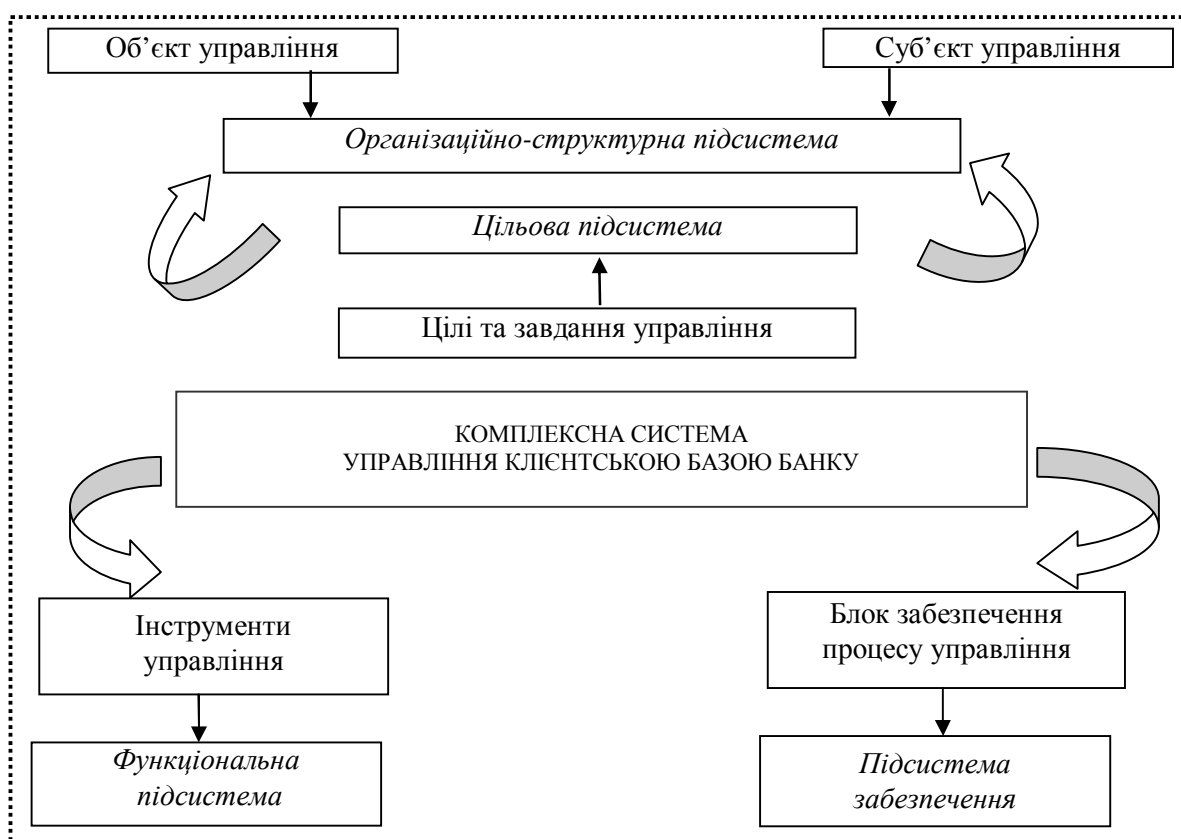 Об’єкт управління
Суб’єкт управління
Організаційно-структурна підсистема
Цільова підсистема
Цілі та завдання управління
КОМПЛЕКСНА СИСТЕМА
УПРАВЛІННЯ КЛІЄНТСЬКОЮ БАЗОЮ БАНКУ
Інструменти
управління
Блок забезпечення
процесу управління
Функціональна
підсистема
Підсистема
забезпечення